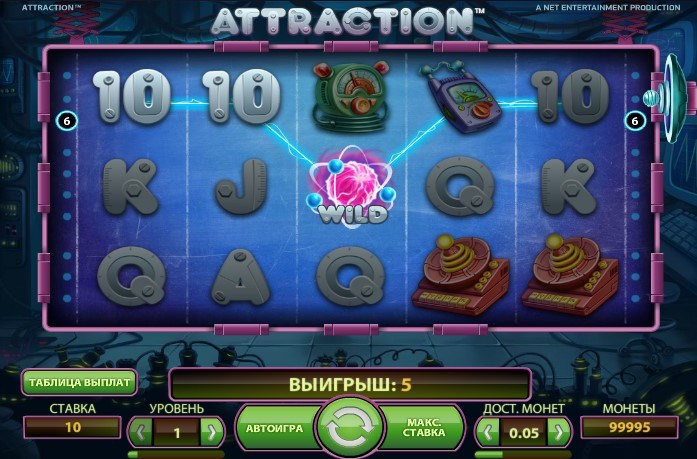 ATTRACTION™
ATTRACTION™
A NET ENTERTAINMENT PRODUCTION
10 10 10
6 6
K J WILD Q K
Q A Q
ТАБЛИЦА ВЫПЛАТ
ВЫИГРЫШ: 5
СТАВКА УРОВЕНЬ ДОСТ. МОНЕТ МОНЕТЫ
10 1 АВТОИГРА МАКС. СТАВКА 0.05 99995